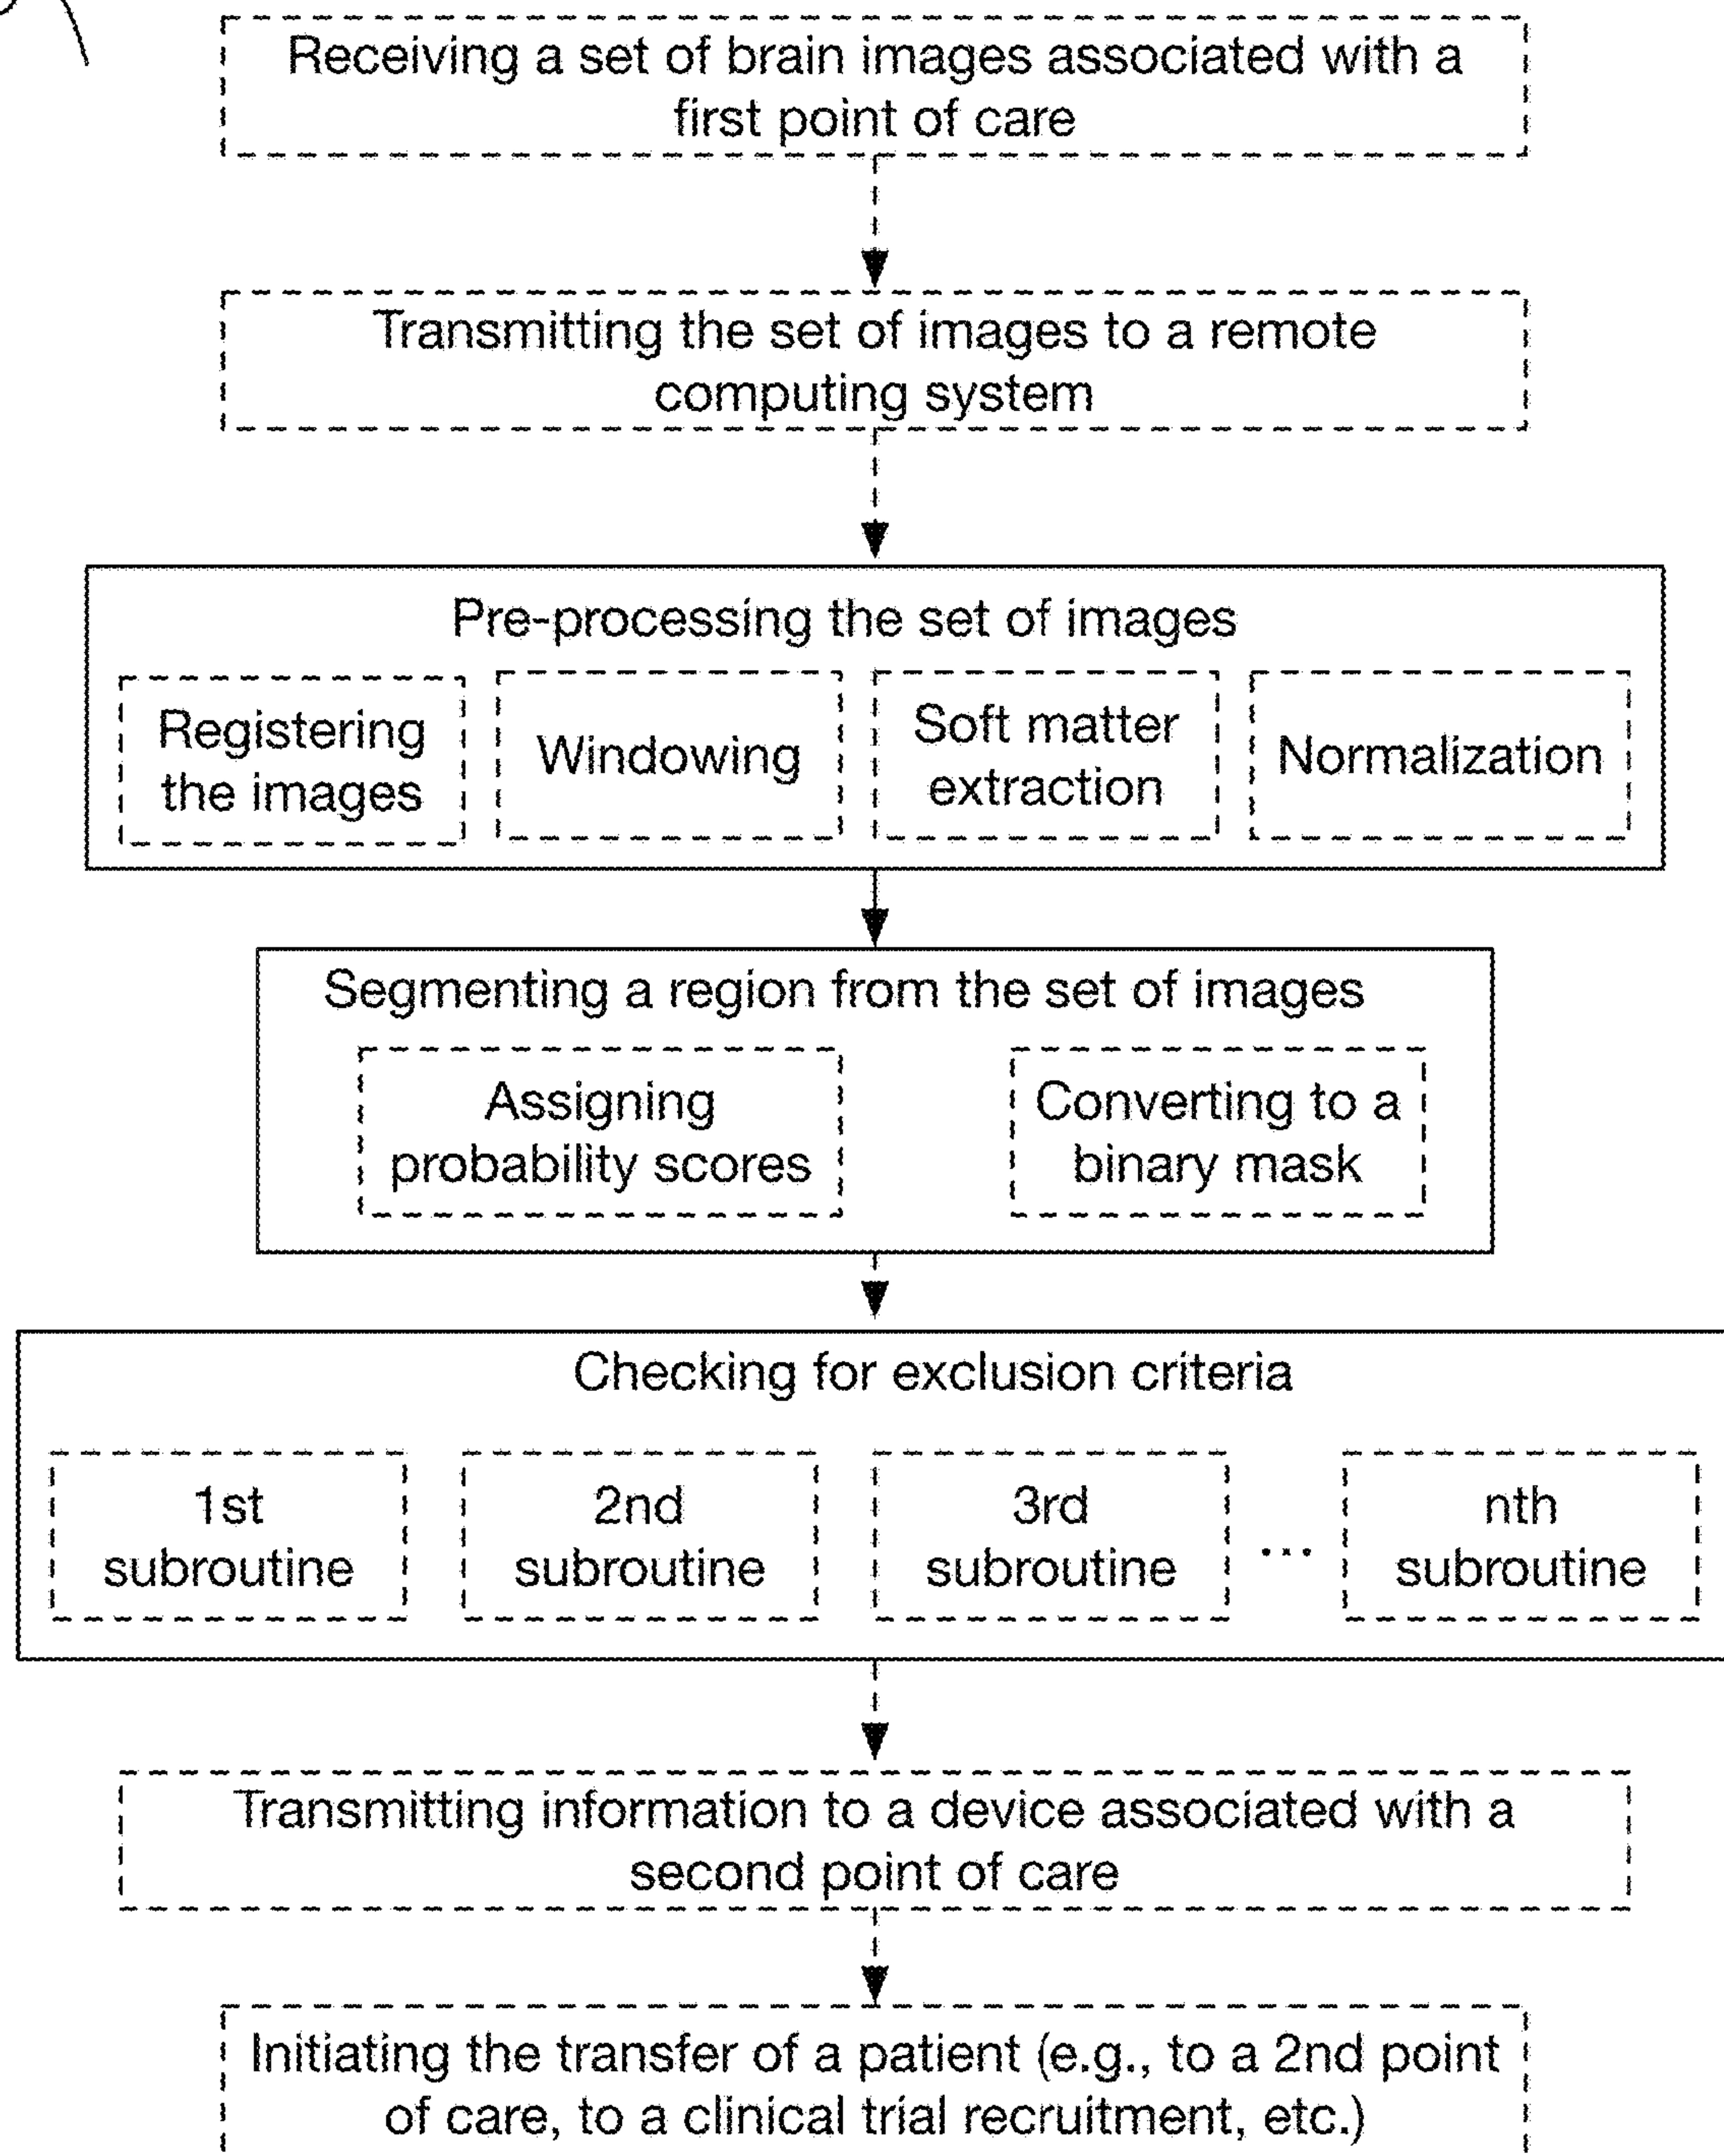 Receiving a set of brain images associated with a
first point of care
Transmitting the set of images to a remote
computing system
Pre-processing the set of images
Registering
the images
Windowing
Soft matter
extraction
Normalization
Segmenting a region from the set of images
Assigning
probability scores
Converting to a
binary mask
Checking for exclusion criteria
1st
subroutine
2nd
subroutine
3rd
subroutine
...
nth
subroutine
Transmitting information to a device associated with a
second point of care
Initiating the transfer of a patient (e.g., to a 2nd point
of care, to a clinical trial recruitment, etc.)